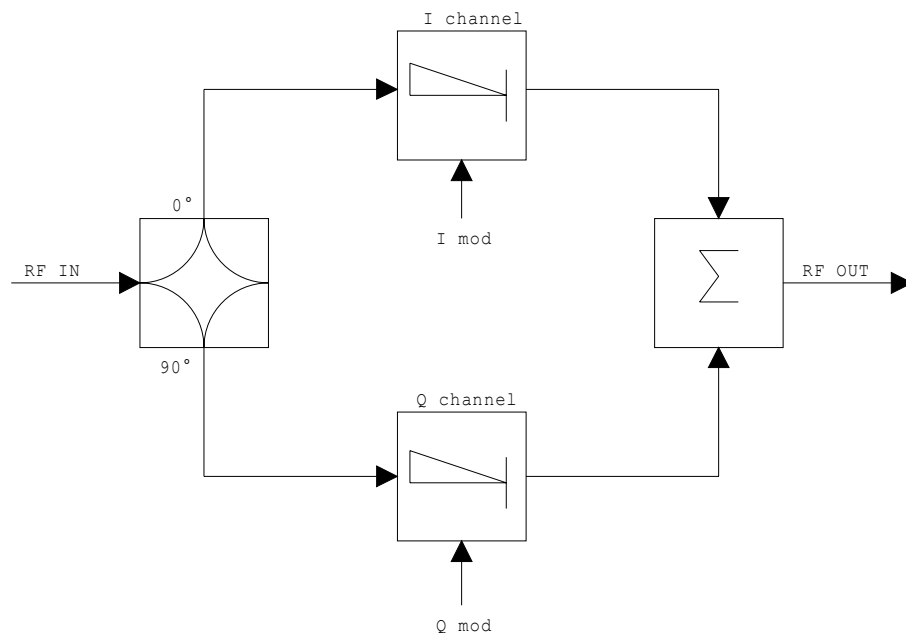 I channel
0°
I mod
RF IN
Σ
RF OUT
90°
Q channel
Q mod